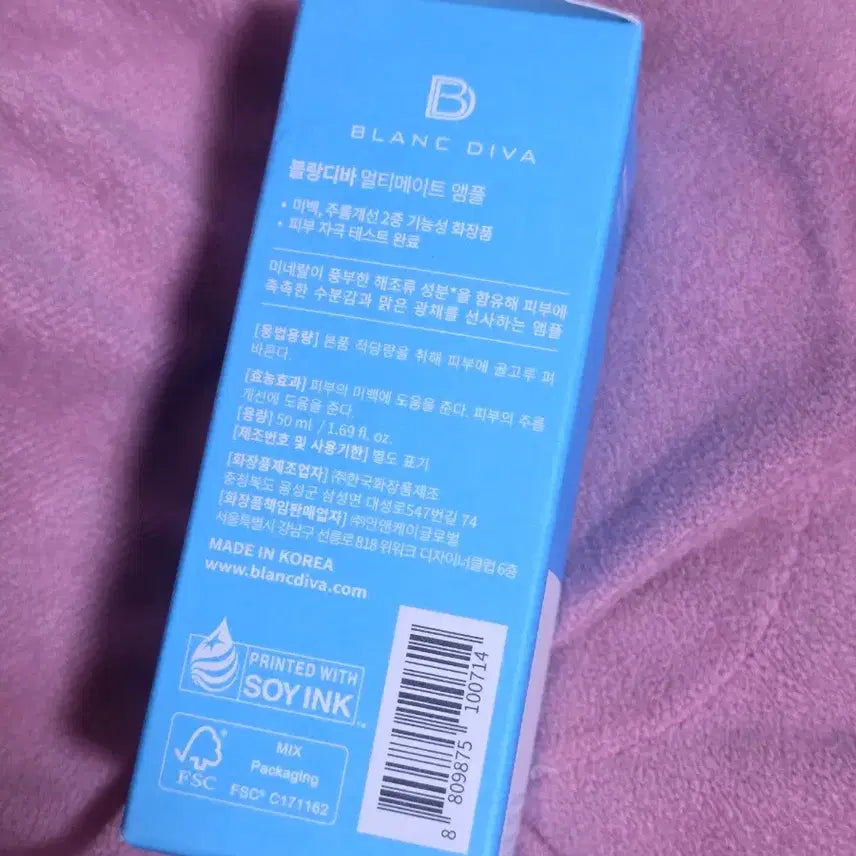 BLANC DIVA
블랑디바 멀티메이트 앰플
• 미백, 주름개선 2종 기능성 화장품
• 피부 자극 테스트 완료
미네랄이 풍부한 해조류 성분*을 함유해 피부에
촉촉한 수분감과 맑은 광채를 선사하는 앰플
[용법용량] 본품 적당량을 취해 피부에 골고루 펴
바른다.
[효능효과] 피부의 미백에 도움을 준다. 피부의 주름
개선에 도움을 준다.
[용량] 50 ml / 1.69 fl. oz.
[제조번호 및 사용기한] 별도 표기
[화장품제조업자] ㈜한국화장품제조
충청북도 음성군 삼성면 대성로547번길 74
[화장품책임판매업자] ㈜인앤케이글로벌
서울특별시 강남구 선릉로 818 위워크 디자이너클럽 6층
MADE IN KOREA
www.blancdiva.com
PRINTED WITH
SOY INK
TM
FSC
MIX
Packaging
FSC® C171162
8 809875 100714